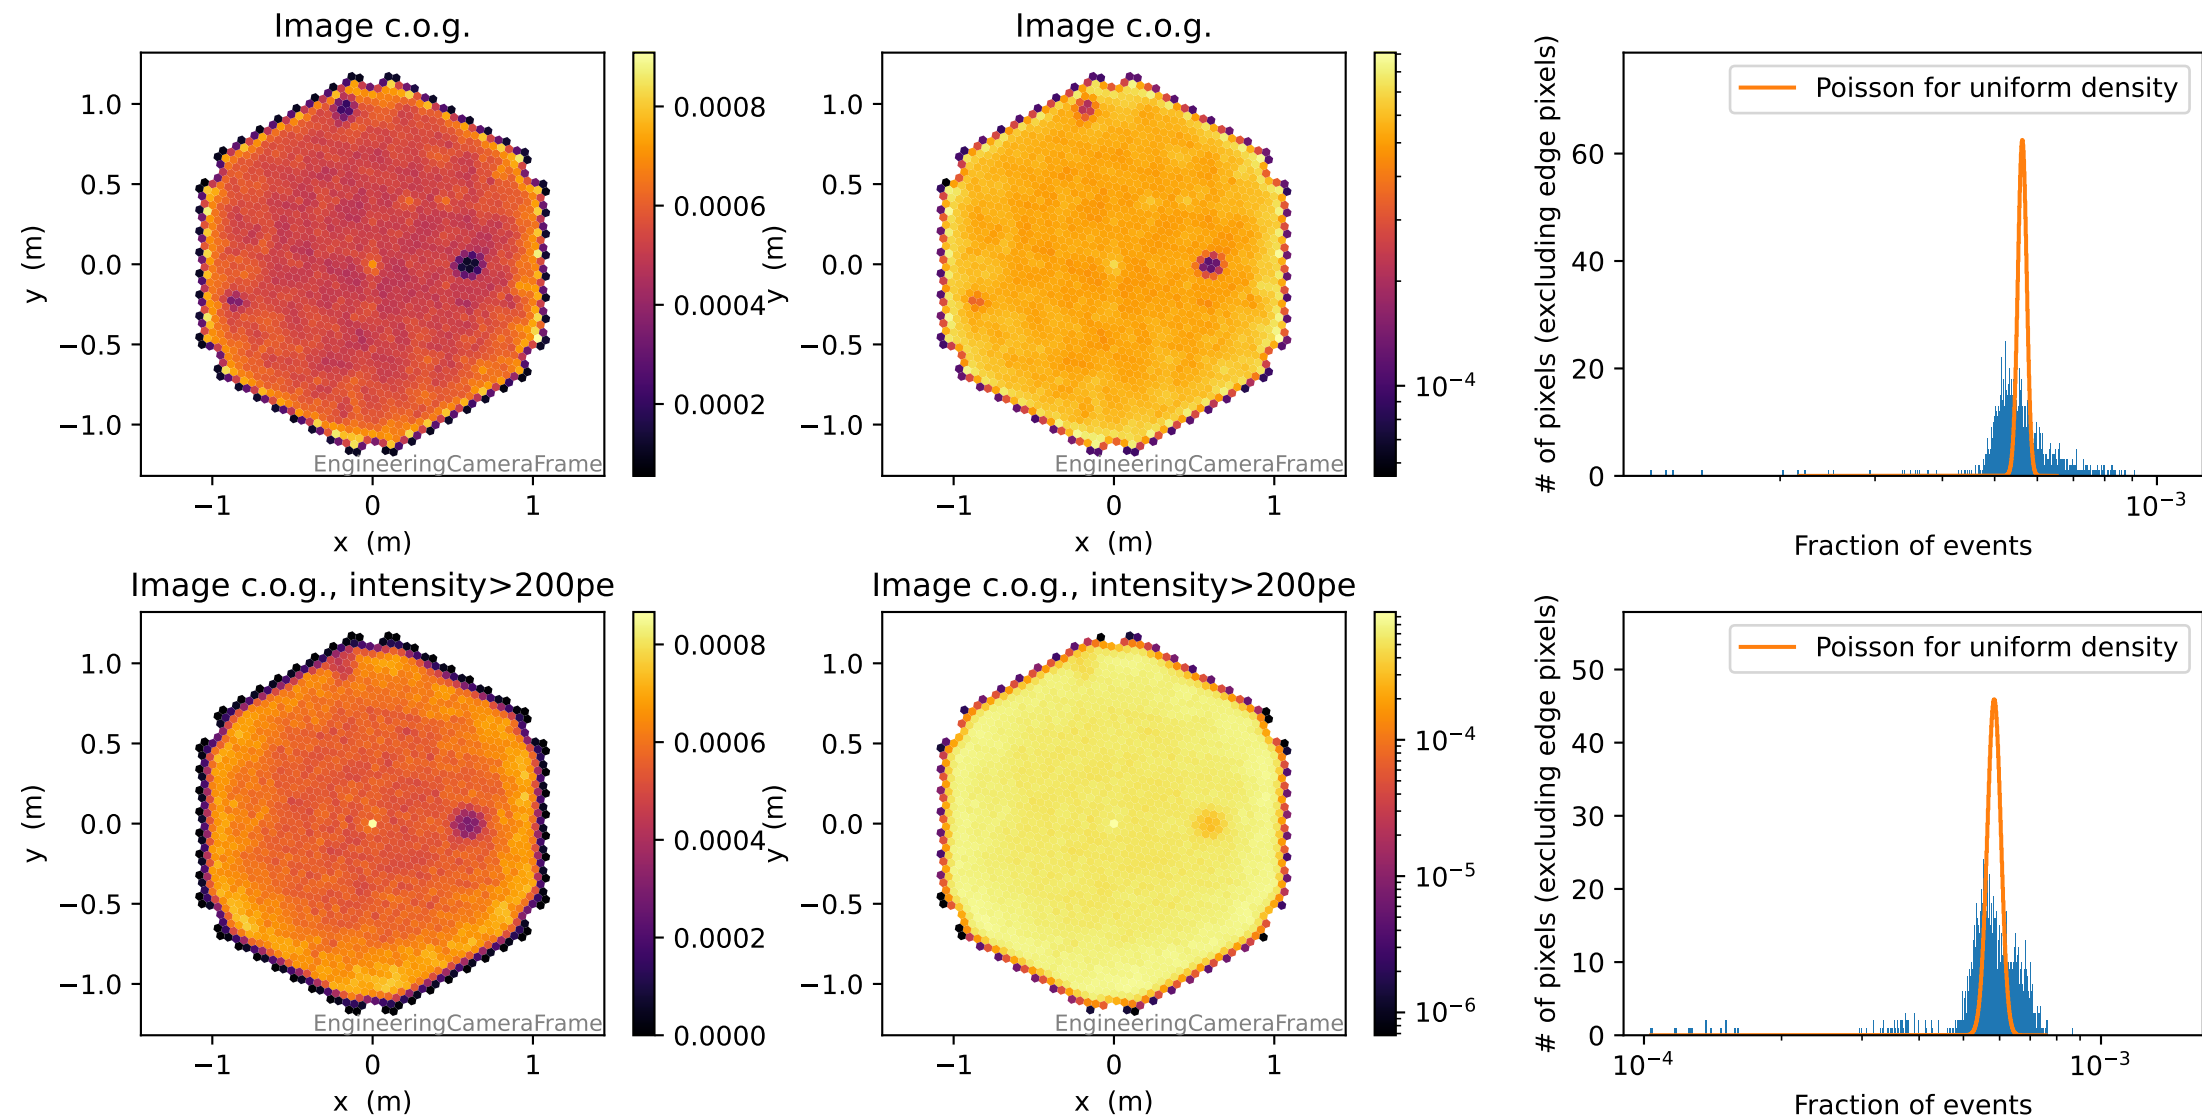 Image c.o.g.
1.0
0.5
0.0
−0.5
−1.0
y (m)
−1
0
1
x (m)
EngineeringCameraFrame
0.0008
0.0006
0.0004
0.0002
Image c.o.g.
1.0
0.5
0.0
−0.5
−1.0
y (m)
−1
0
1
x (m)
EngineeringCameraFrame
10⁻⁴
Poisson for uniform density
# of pixels (excluding edge pixels)
60
40
20
0
10⁻³
Fraction of events
Image c.o.g., intensity>200pe
1.0
0.5
0.0
−0.5
−1.0
y (m)
−1
0
1
x (m)
EngineeringCameraFrame
0.0008
0.0006
0.0004
0.0002
0.0000
Image c.o.g., intensity>200pe
1.0
0.5
0.0
−0.5
−1.0
y (m)
−1
0
1
x (m)
EngineeringCameraFrame
10⁻⁴
10⁻⁵
10⁻⁶
Poisson for uniform density
# of pixels (excluding edge pixels)
50
40
30
20
10
0
10⁻⁴
10⁻³
Fraction of events